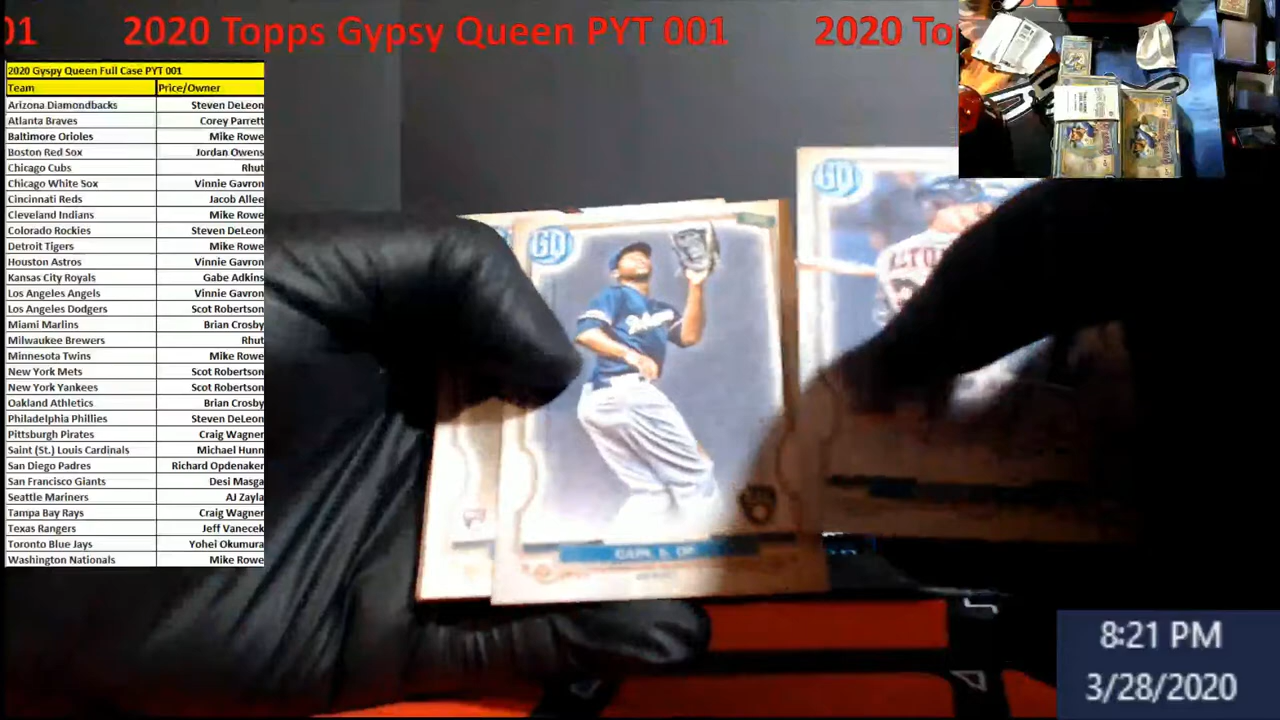 01 2020 Topps Gypsy Queen PYT 001 2020 To
2020 Gyspy Queen Full Case PYT 001
Team Price/Owner
Arizona Diamondbacks Steven DeLeon
Atlanta Braves Corey Parrett
Baltimore Orioles Mike Rowe
Boston Red Sox Jordan Owens
Chicago Cubs Rhut
Chicago White Sox Vinnie Gavron
Cincinnati Reds Jacob Allee
Cleveland Indians Mike Rowe
Colorado Rockies Steven DeLeon
Detroit Tigers Mike Rowe
Houston Astros Vinnie Gavron
Kansas City Royals Gabe Adkins
Los Angeles Angels Vinnie Gavron
Los Angeles Dodgers Scot Robertson
Miami Marlins Brian Crosby
Milwaukee Brewers Rhut
Minnesota Twins Mike Rowe
New York Mets Scot Robertson
New York Yankees Scot Robertson
Oakland Athletics Brian Crosby
Philadelphia Phillies Steven DeLeon
Pittsburgh Pirates Craig Wagner
Saint (St.) Louis Cardinals Michael Hunn
San Diego Padres Richard Opdenaker
San Francisco Giants Desi Masga
Seattle Mariners AJ Zayla
Tampa Bay Rays Craig Wagner
Texas Rangers Jeff Vanecek
Toronto Blue Jays Yohei Okumura
Washington Nationals Mike Rowe
GQ
GQ
8:21 PM
3/28/2020